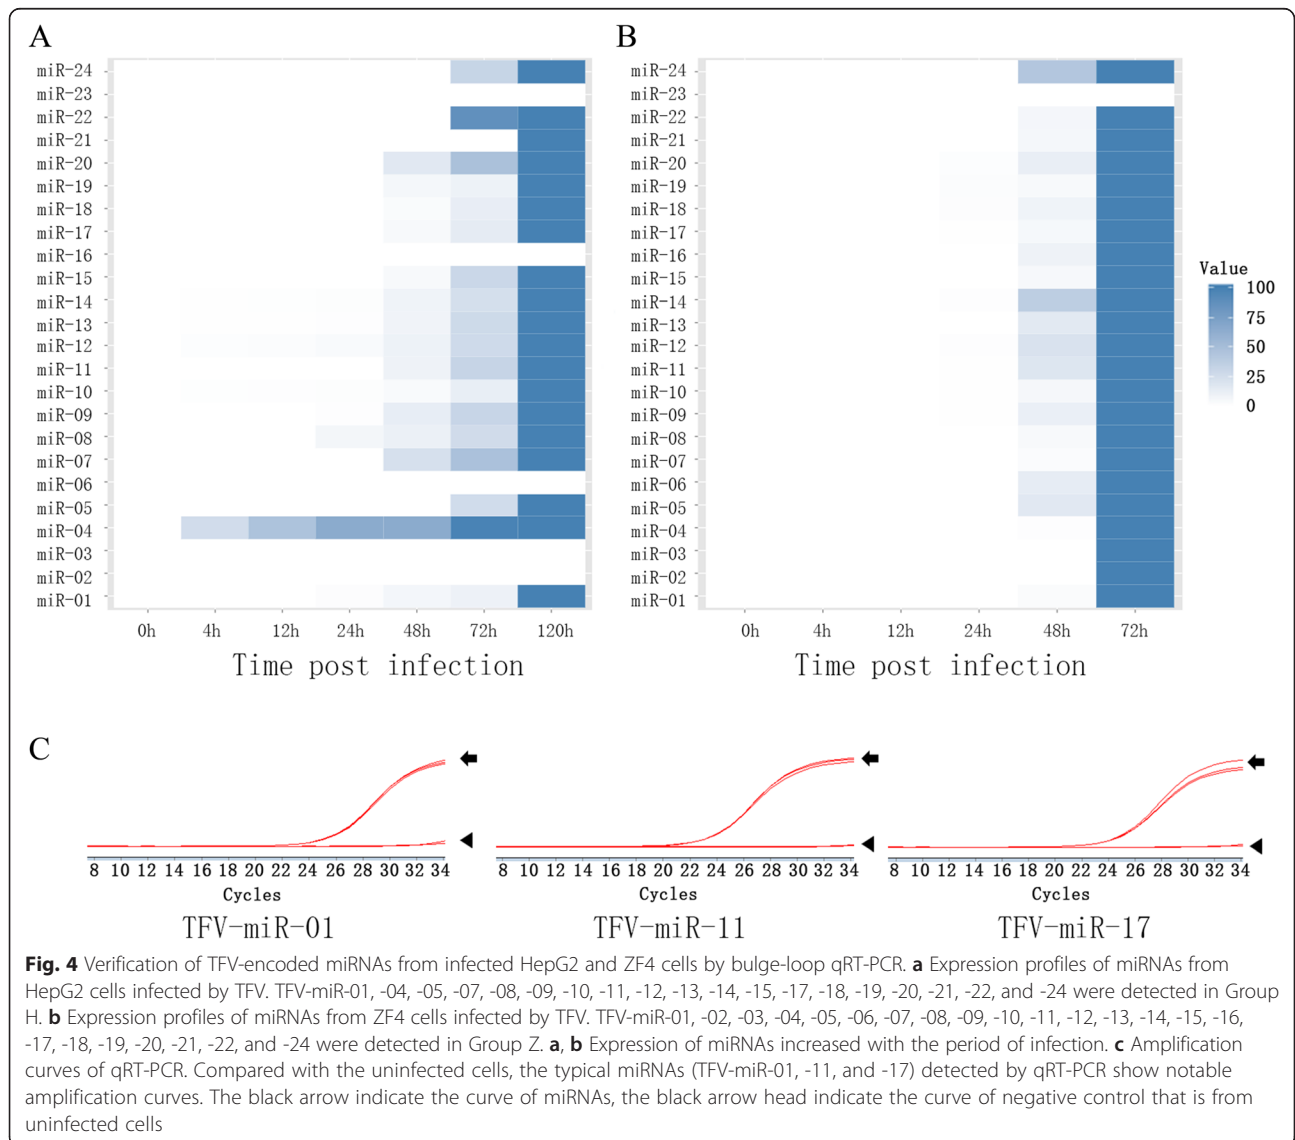 A
B
miR-24
miR-23
miR-22
miR-21
miR-20
miR-19
miR-18
miR-17
miR-16
miR-15
miR-14
miR-13
miR-12
miR-11
miR-10
miR-09
miR-08
miR-07
miR-06
miR-05
miR-04
miR-03
miR-02
miR-01
0h 4h 12h 24h 48h 72h 120h
Time post infection
miR-24
miR-23
miR-22
miR-21
miR-20
miR-19
miR-18
miR-17
miR-16
miR-15
miR-14
miR-13
miR-12
miR-11
miR-10
miR-09
miR-08
miR-07
miR-06
miR-05
miR-04
miR-03
miR-02
miR-01
0h 4h 12h 24h 48h 72h
Time post infection
Value
100
75
50
25
0
C
8 10 12 14 16 18 20 22 24 26 28 30 32 34
Cycles
TFV-miR-01
8 10 12 14 16 18 20 22 24 26 28 30 32 34
Cycles
TFV-miR-11
8 10 12 14 16 18 20 22 24 26 28 30 32 34
Cycles
TFV-miR-17
Fig. 4 Verification of TFV-encoded miRNAs from infected HepG2 and ZF4 cells by bulge-loop qRT-PCR. a Expression profiles of miRNAs from
HepG2 cells infected by TFV. TFV-miR-01, -04, -05, -07, -08, -09, -10, -11, -12, -13, -14, -15, -17, -18, -19, -20, -21, -22, and -24 were detected in Group
H. b Expression profiles of miRNAs from ZF4 cells infected by TFV. TFV-miR-01, -02, -03, -04, -05, -06, -07, -08, -09, -10, -11, -12, -13, -14, -15, -16,
-17, -18, -19, -20, -21, -22, and -24 were detected in Group Z. a, b Expression of miRNAs increased with the period of infection. c Amplification
curves of qRT-PCR. Compared with the uninfected cells, the typical miRNAs (TFV-miR-01, -11, and -17) detected by qRT-PCR show notable
amplification curves. The black arrow indicate the curve of miRNAs, the black arrow head indicate the curve of negative control that is from
uninfected cells